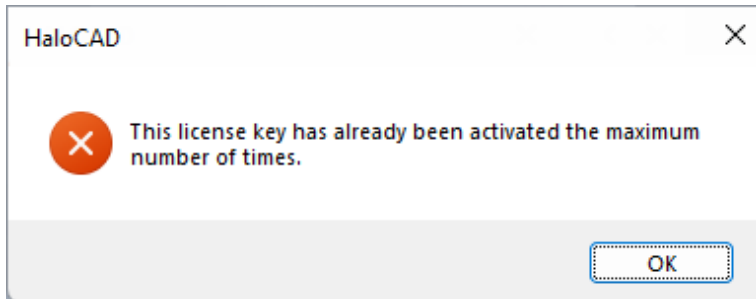 HaloCAD
This license key has already been activated the maximum
number of times.
OK